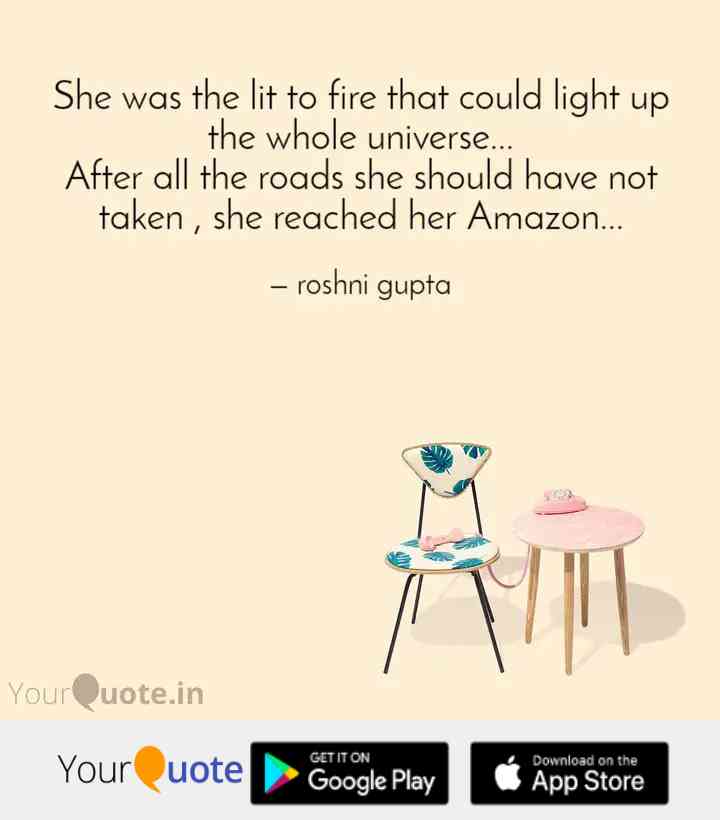 She was the lit to fire that could light up
the whole universe...
After all the roads she should have not
taken , she reached her Amazon...
– roshni gupta
YourQuote.in
YourQuote
GET IT ON
Google Play
Download on the
App Store